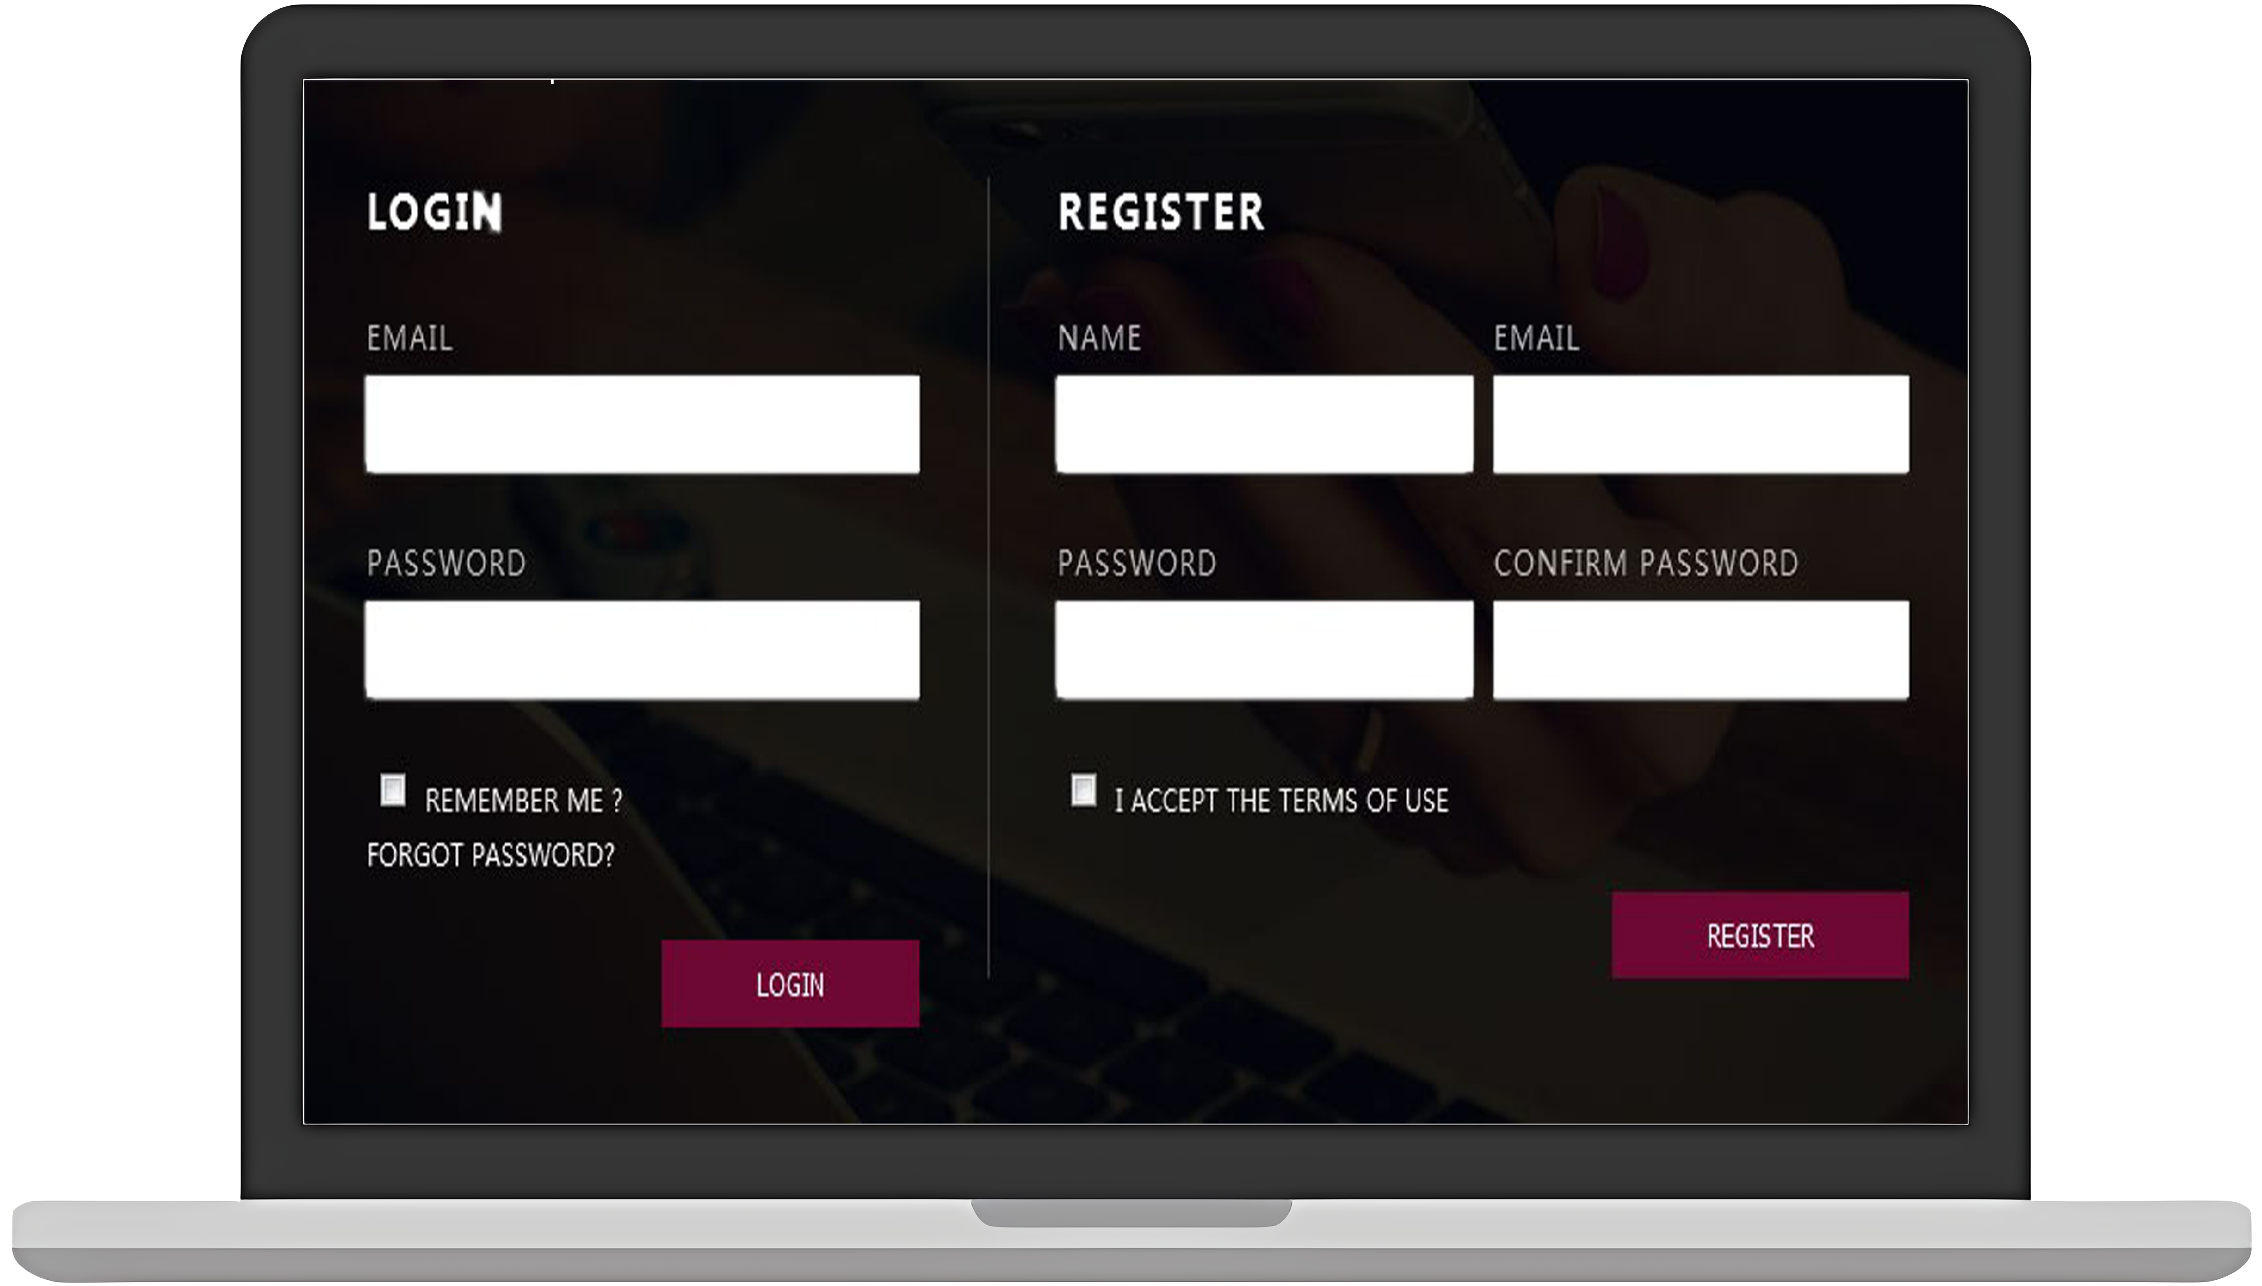 LOGIN
EMAIL
PASSWORD
REMEMBER ME ?
FORGOT PASSWORD?
LOGIN
REGISTER
NAME
EMAIL
PASSWORD
CONFIRM PASSWORD
I ACCEPT THE TERMS OF USE
REGISTER